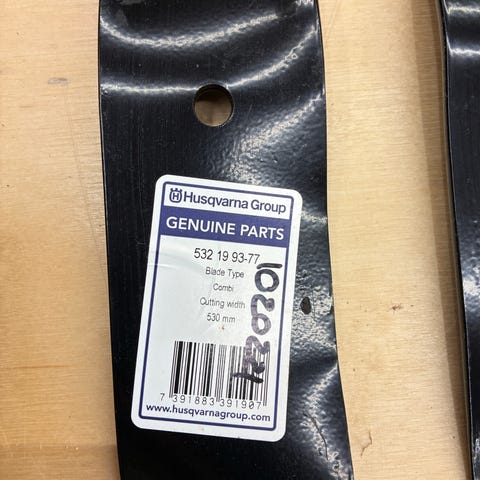 Husqvarna Group
GENUINE PARTS
532 19 93-77
Blade Type
Combi
Cutting width
530 mm
7 391883 391907
www.husqvarnagroup.com